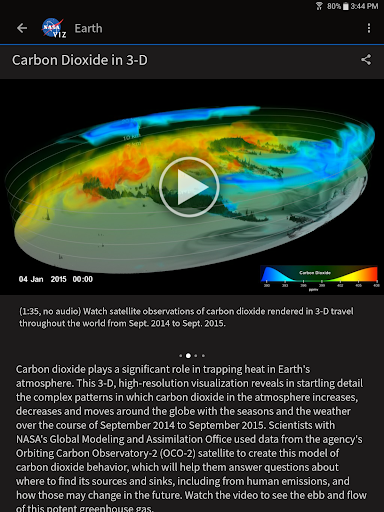 80% 3:44 PM
NASA VIZ Earth
Carbon Dioxide in 3-D
04 Jan 2015 00:00
Carbon Dioxide
ppmv
(1:35, no audio) Watch satellite observations of carbon dioxide rendered in 3-D travel
throughout the world from Sept. 2014 to Sept. 2015.
Carbon dioxide plays a significant role in trapping heat in Earth's
atmosphere. This 3-D, high-resolution visualization reveals in startling detail
the complex patterns in which carbon dioxide in the atmosphere increases,
decreases and moves around the globe with the seasons and the weather
over the course of September 2014 to September 2015. Scientists with
NASA's Global Modeling and Assimilation Office used data from the agency's
Orbiting Carbon Observatory-2 (OCO-2) satellite to create this model of
carbon dioxide behavior, which will help them answer questions about
where to find its sources and sinks, including from human emissions, and
how those may change in the future. Watch the video to see the ebb and flow
of this potent greenhouse gas.